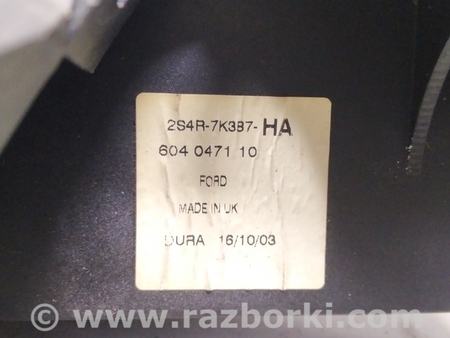 2S4R-7K387-HA
604 0471 10
FORD
MADE IN UK
DURA 16/10/03
© www.razborki.com